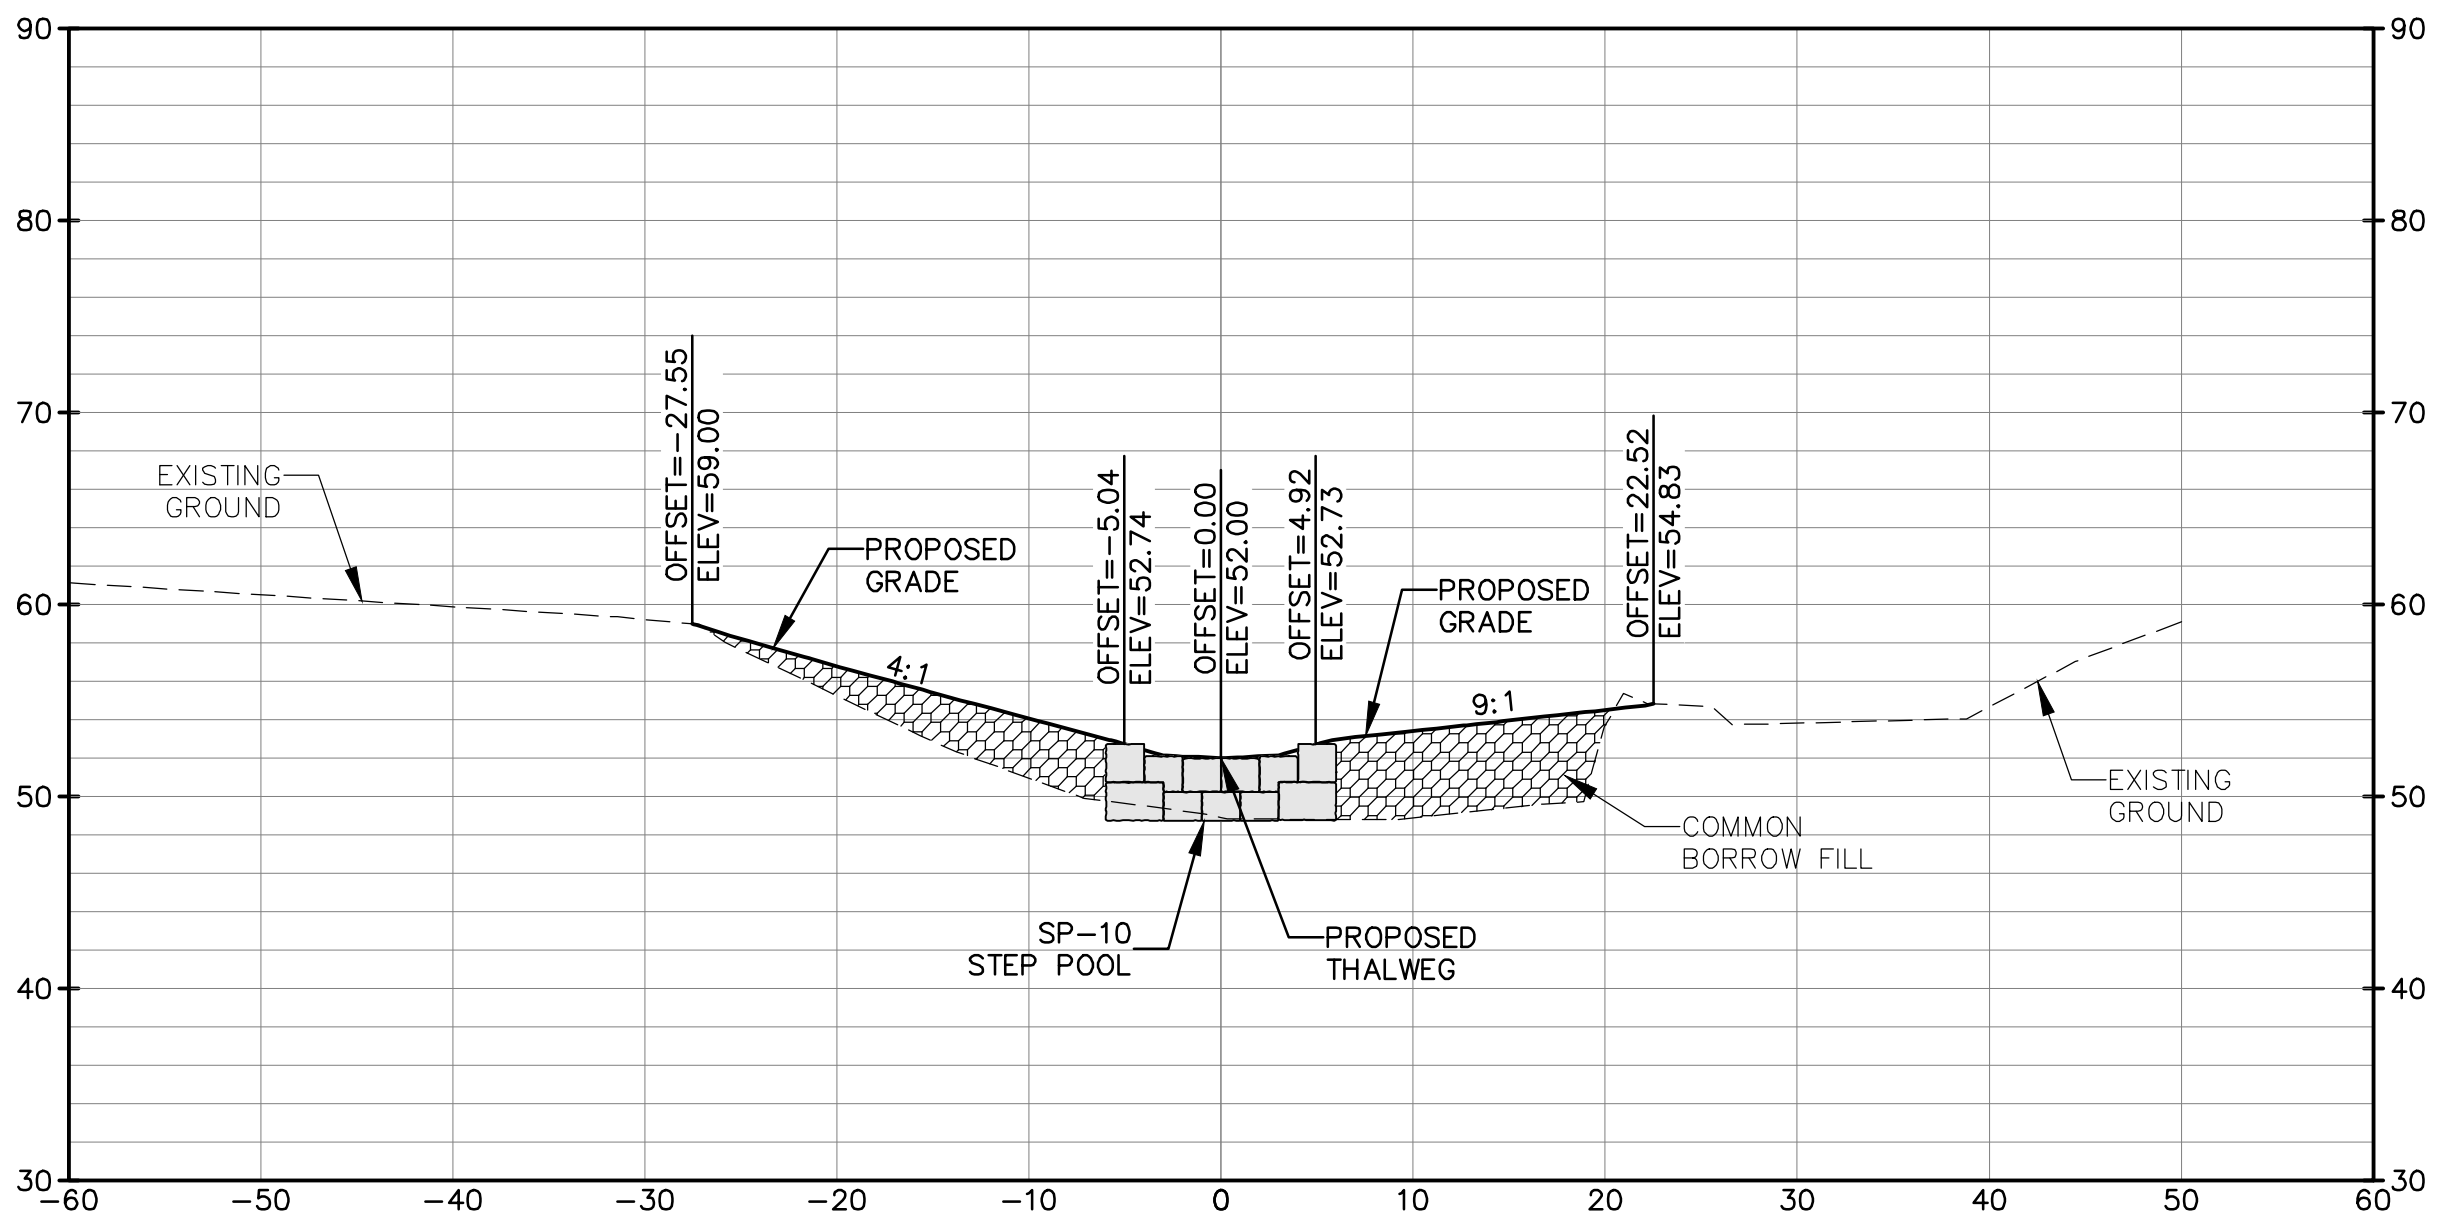 90
90
80
80
70
70
60
60
50
50
40
40
30
30
OFFSET=-27.55
ELEV=59.00
EXISTING
GROUND
PROPOSED
GRADE
4:1
OFFSET=-5.04
ELEV=52.74
OFFSET=0.00
ELEV=52.00
OFFSET=4.92
ELEV=52.73
PROPOSED
GRADE
9:1
OFFSET=22.52
ELEV=54.83
EXISTING
GROUND
COMMON
BORROW FILL
SP-10
STEP POOL
PROPOSED
THALWEG
-60
-50
-40
-30
-20
-10
0
10
20
30
40
50
60